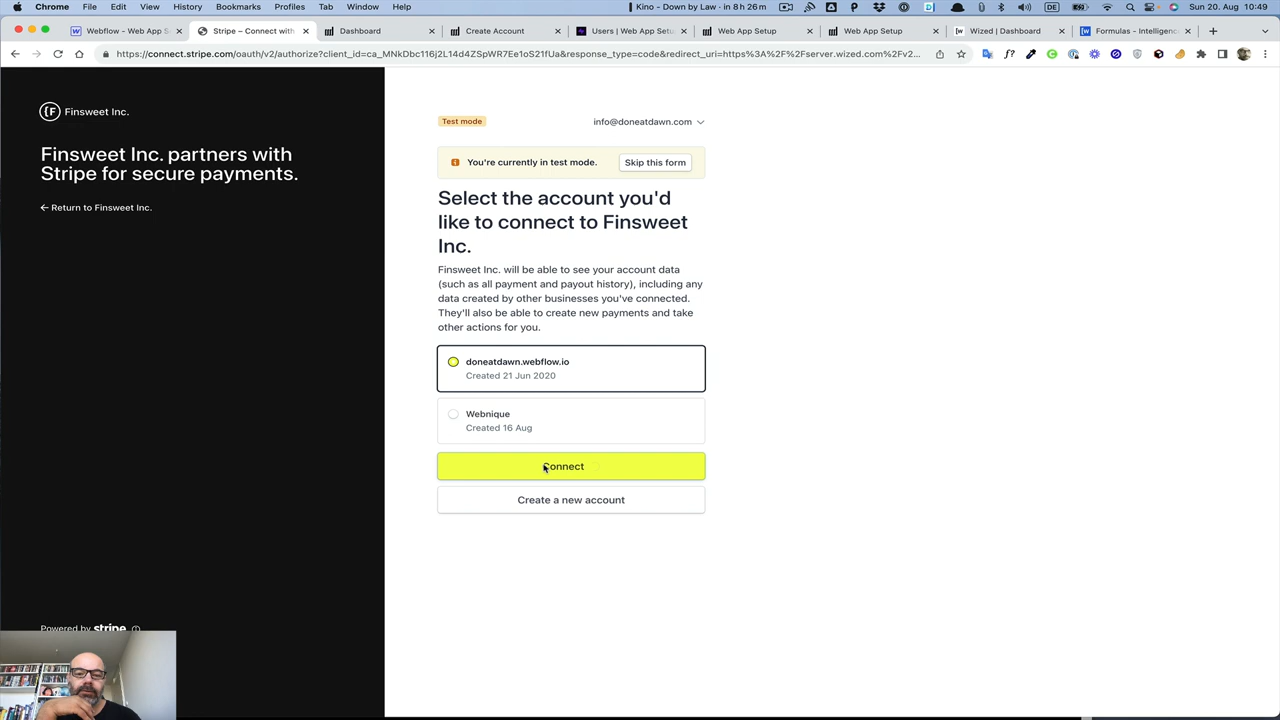 Chrome File Edit View History Bookmarks Profiles Tab Window Help
Kino - Down by Law - in 8 h 26 m
Sun 20. Aug 10:49
Webflow - Web App S
Stripe – Connect with
Dashboard
Create Account
Users | Web App Setu
Web App Setup
Web App Setup
Wized | Dashboard
Formulas - Intelligenc
https://connect.stripe.com/oauth/v2/authorize?client_id=ca_MNkDbc116j2L14d4ZSpWR7Ee1oS21fUa&response_type=code&redirect_uri=https%3A%2F%2Fserver.wized.com%2Fv2...
Finsweet Inc.
Finsweet Inc. partners with
Stripe for secure payments.
← Return to Finsweet Inc.
Powered by stripe
Test mode
info@doneatdawn.com
You're currently in test mode.
Skip this form
Select the account you'd
like to connect to Finsweet
Inc.
Finsweet Inc. will be able to see your account data
(such as all payment and payout history), including any
data created by other businesses you've connected.
They'll also be able to create new payments and take
other actions for you.
doneatdawn.webflow.io
Created 21 Jun 2020
Webnique
Created 16 Aug
Connect
Create a new account